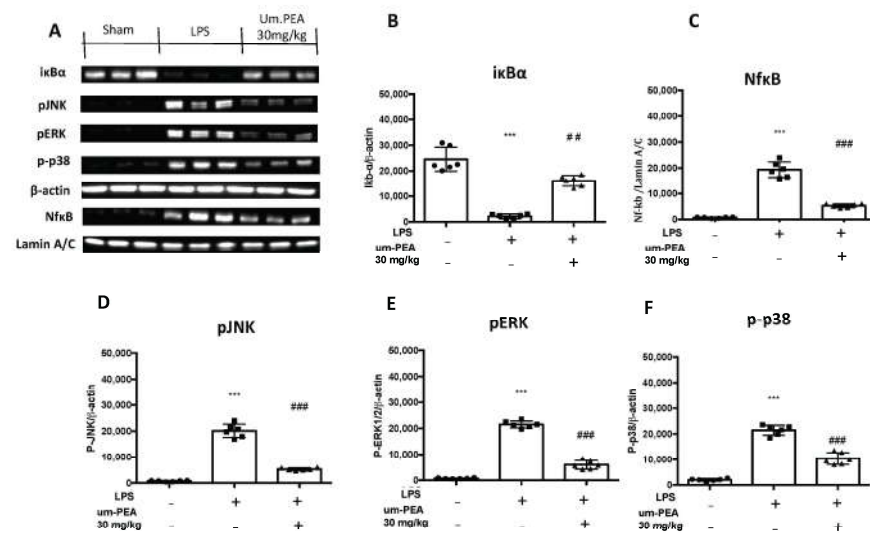 A
Sham
LPS
Um.PEA
30mg/kg
iκBα
pJNK
pERK
p-p38
β-actin
NfκB
Lamin A/C
B
iκBα
Ikb-α/β-actin
50,000
40,000
30,000
20,000
10,000
0
***
##
LPS – + +
um-PEA
30 mg/kg – – +
C
NfκB
Nf-kb /Lamin A/C
50,000
40,000
30,000
20,000
10,000
0
***
###
LPS – + +
um-PEA
30 mg/kg – – +
D
pJNK
P-JNK/β-actin
50,000
40,000
30,000
20,000
10,000
0
***
###
LPS – + +
um-PEA
30 mg/kg – – +
E
pERK
P-ERK1/2/β-actin
50,000
40,000
30,000
20,000
10,000
0
***
###
LPS – + +
um-PEA
30 mg/kg – – +
F
p-p38
P-p38/β-actin
50,000
40,000
30,000
20,000
10,000
0
***
###
LPS – + +
um-PEA
30 mg/kg – – +